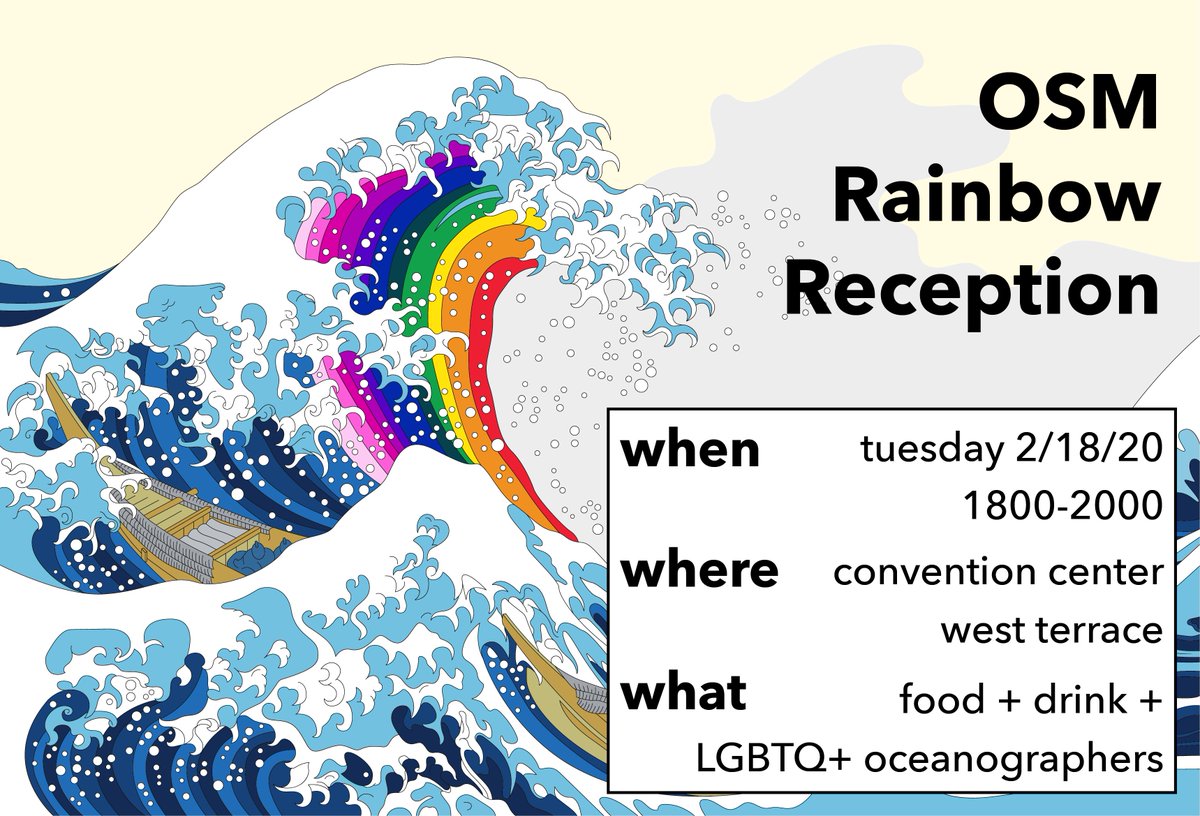 OSM
Rainbow
Reception
when tuesday 2/18/20
1800-2000
where convention center
west terrace
what food + drink +
LGBTQ+ oceanographers